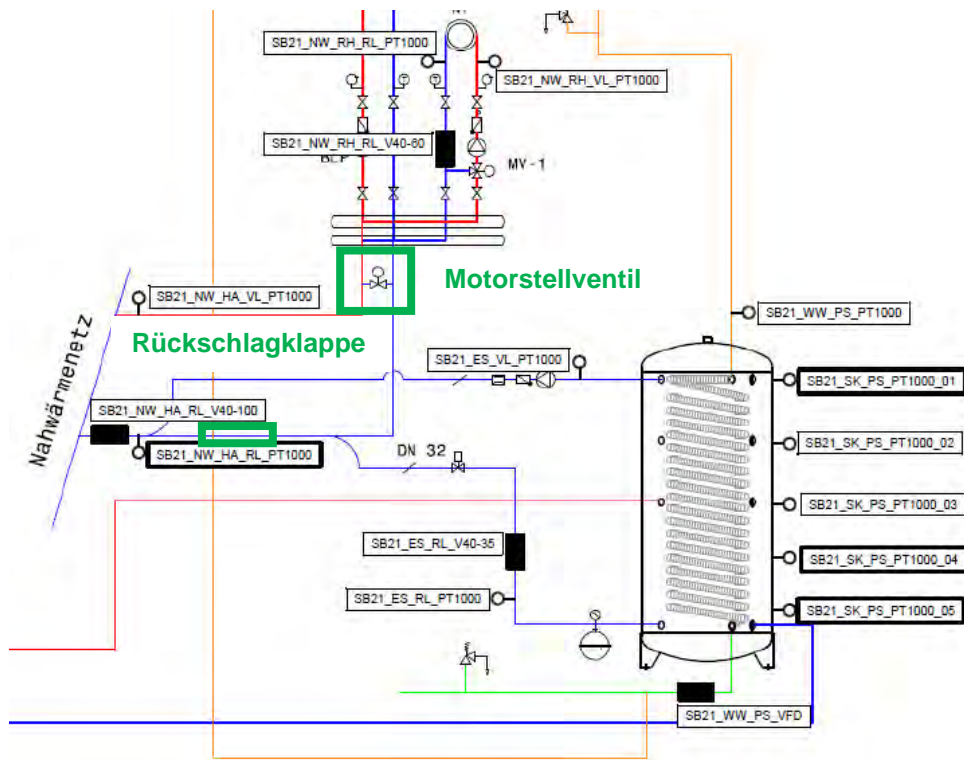 SB21_NW_RH_RL_PT1000
SB21_NW_RH_VL_PT1000
SB21_NW_RH_RL_V40-60
MV-1
Motorstellventil
SB21_NW_HA_VL_PT1000
SB21_WW_PS_PT1000
Rückschlagklappe
SB21_ES_VL_PT1000
SB21_SK_PS_PT1000_01
Nahwärmenetz
SB21_NW_HA_RL_V40-100
SB21_SK_PS_PT1000_02
SB21_NW_HA_RL_PT1000
DN 32
SB21_SK_PS_PT1000_03
SB21_ES_RL_V40-35
SB21_SK_PS_PT1000_04
SB21_ES_RL_PT1000
SB21_SK_PS_PT1000_05
SB21_WW_PS_VFD